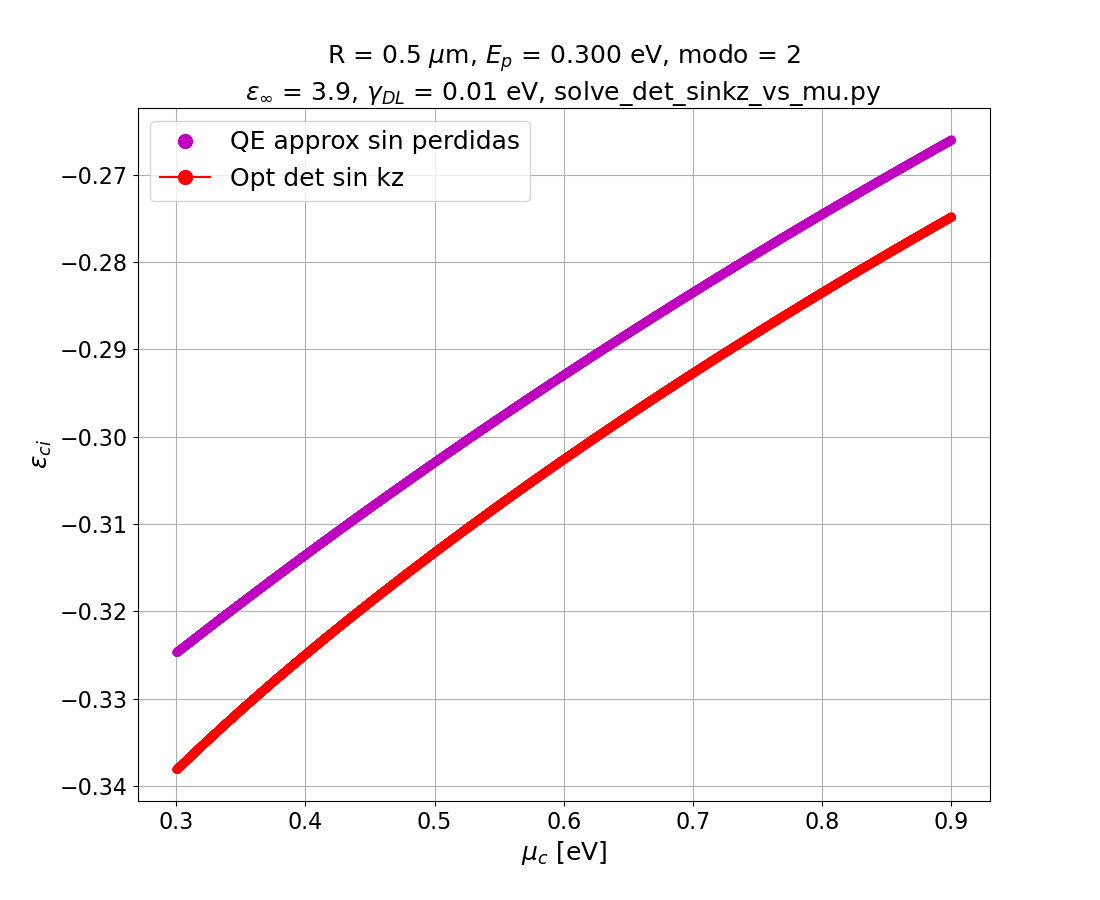 R = 0.5 μm, E_p = 0.300 eV, modo = 2
ε_∞ = 3.9, γ_DL = 0.01 eV, solve_det_sinkz_vs_mu.py
QE approx sin perdidas
Opt det sin kz
−0.27
−0.28
−0.29
−0.30
−0.31
−0.32
−0.33
−0.34
ε_ci
0.3 0.4 0.5 0.6 0.7 0.8 0.9
μ_c [eV]